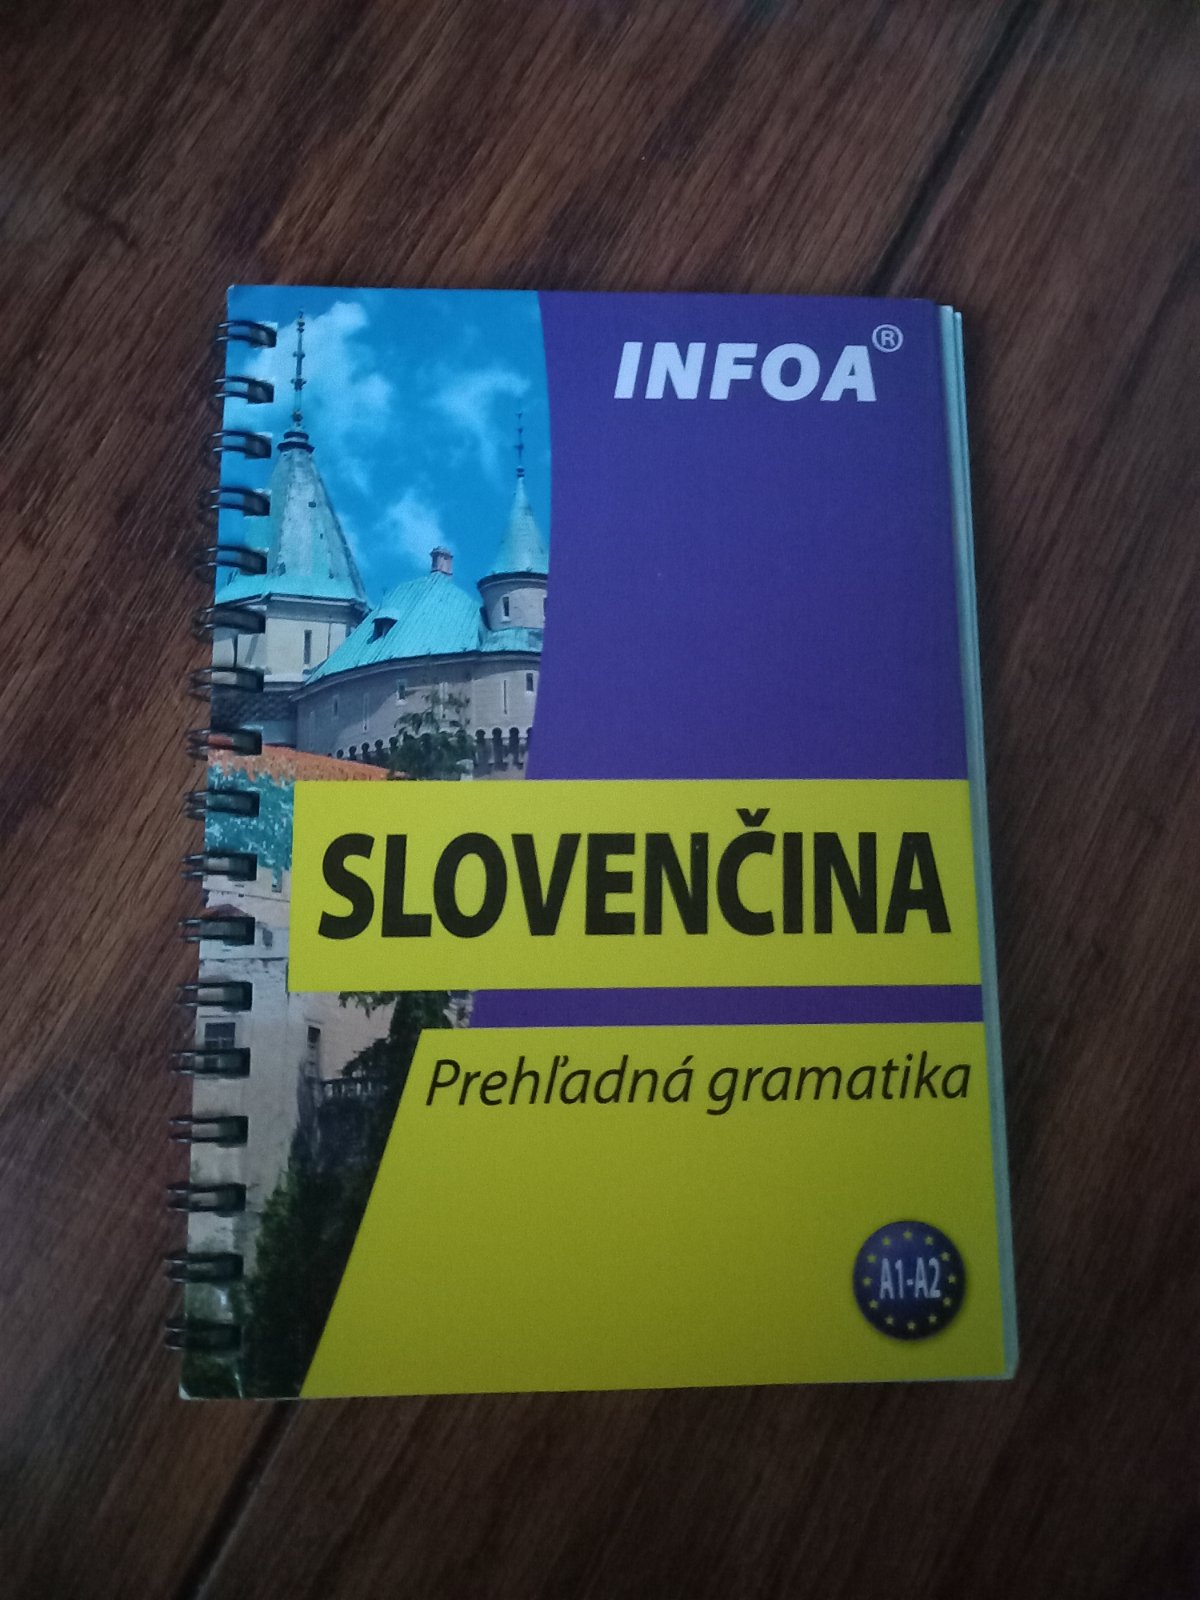 INFOA®
SLOVENČINA
Prehľadná gramatika
A1-A2